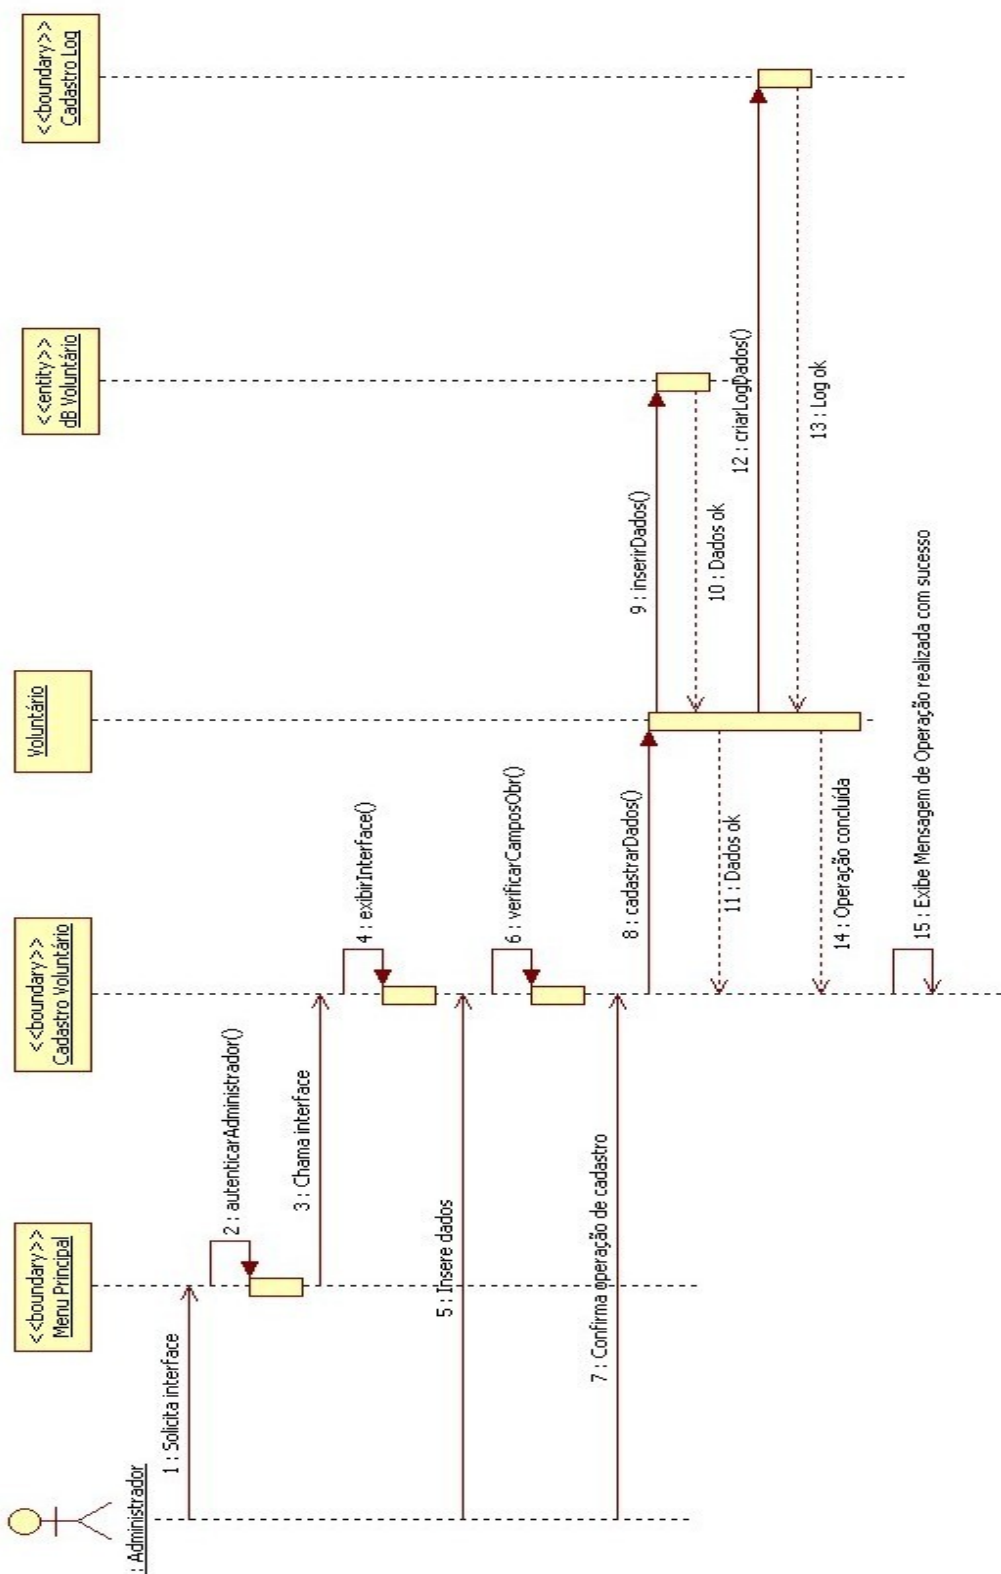 : Administrador
<<boundary>>
Menu Principal
<<boundary>>
Cadastro Voluntário
Voluntário
<<entity>>
dB Voluntário
<<boundary>>
Cadastro Log
1 : Solicita interface
2 : autenticarAdministrador()
3 : Chama interface
4 : exibirInterface()
5 : Insere dados
6 : verificarCamposObr()
7 : Confirma operação de cadastro
8 : cadastrarDados()
9 : inserirDados()
10 : Dados ok
11 : Dados ok
12 : criarLogDados()
13 : Log ok
14 : Operação concluída
15 : Exibe Mensagem de Operação realizada com sucesso